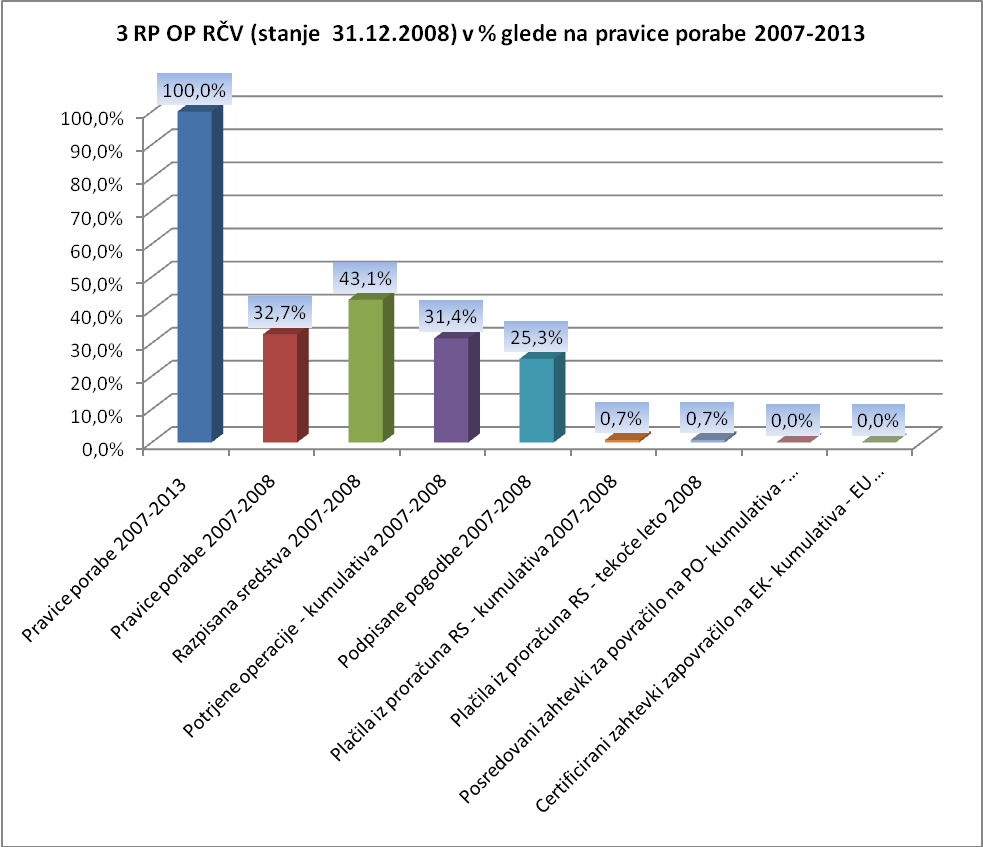 3 RP OP RČV (stanje 31.12.2008) v % glede na pravice porabe 2007-2013
100,0%
90,0%
80,0%
70,0%
60,0%
50,0%
40,0%
30,0%
20,0%
10,0%
0,0%
100,0%
32,7%
43,1%
31,4%
25,3%
0,7%
0,7%
0,0%
0,0%
Pravice porabe 2007-2013
Pravice porabe 2007-2008
Razpisana sredstva 2007-2008
Potrjene operacije - kumulativa 2007-2008
Podpisane pogodbe 2007-2008
Plačila iz proračuna RS - kumulativa 2007-2008
Plačila iz proračuna RS - tekoče leto 2008
Posredovani zahtevki za povračilo na PO- kumulativa -...
Certificirani zahtevki zapovračilo na EK- kumulativa - EU ...